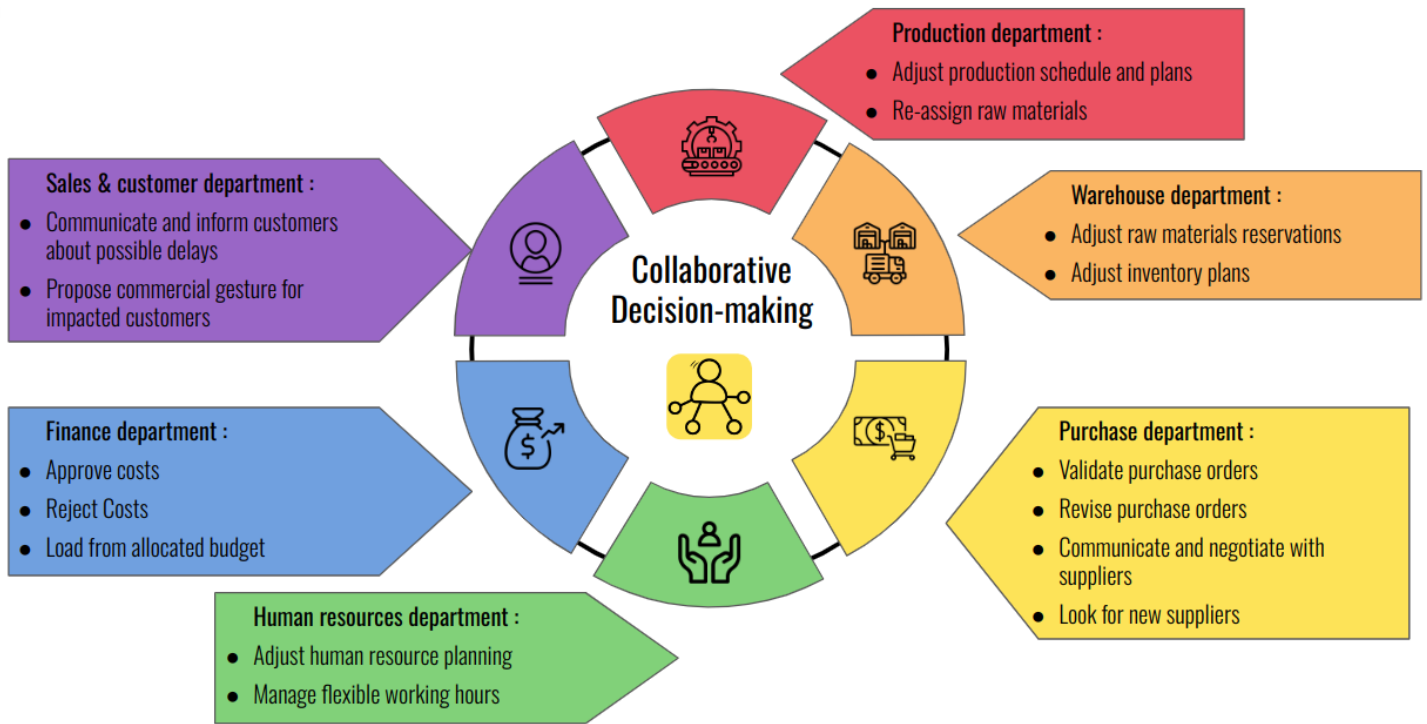 Production department :
● Adjust production schedule and plans
● Re-assign raw materials
Sales & customer department :
● Communicate and inform customers
about possible delays
● Propose commercial gesture for
impacted customers
Warehouse department :
● Adjust raw materials reservations
● Adjust inventory plans
Collaborative
Decision-making
$
$
Finance department :
● Approve costs
● Reject Costs
● Load from allocated budget
Purchase department :
● Validate purchase orders
● Revise purchase orders
● Communicate and negotiate with
suppliers
● Look for new suppliers
Human resources department :
● Adjust human resource planning
● Manage flexible working hours